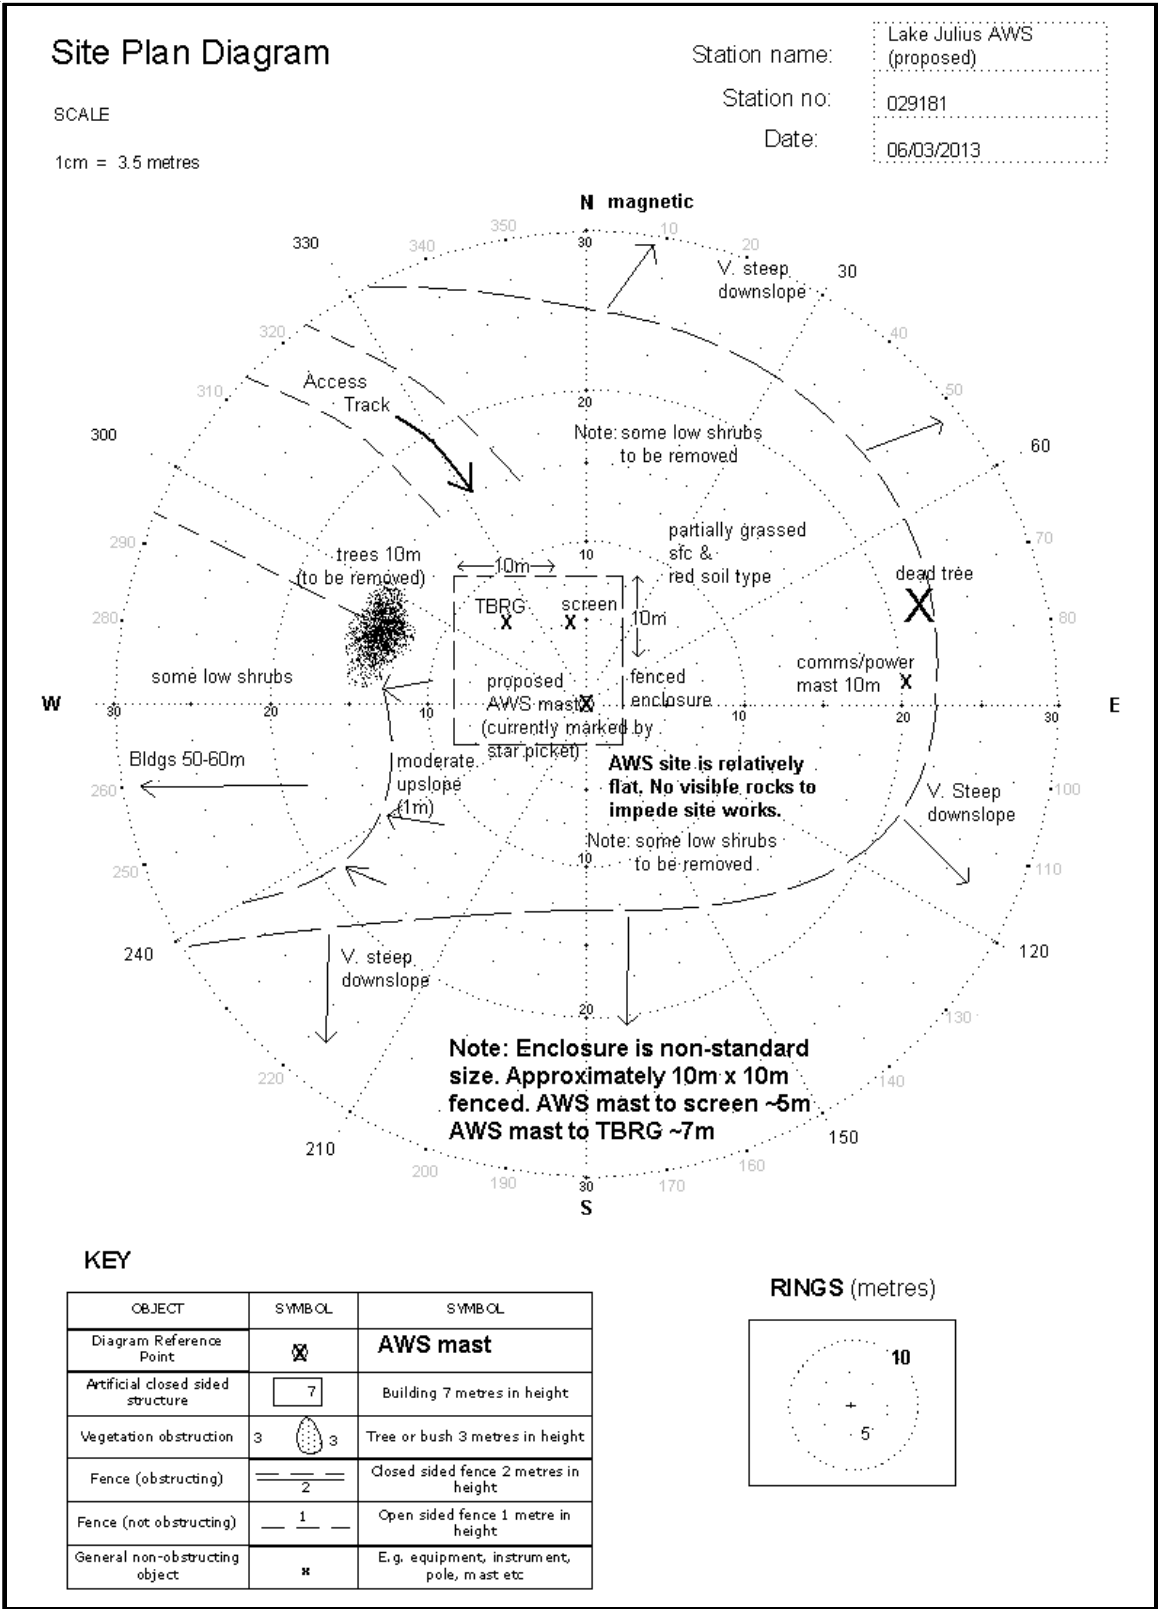 Site Plan Diagram
Station name:
Lake Julius AWS
(proposed)
Station no:
029181
Date:
06/03/2013
SCALE
1cm = 3.5 metres
N magnetic
350
30
10
340
20
330
V. steep
downslope
30
320
40
310
Access
Track
20
50
300
Note: some low shrubs
to be removed
60
290
10
partially grassed
sfc &
red soil type
70
trees 10m
(to be removed)
10m
dead tree
280
TBRG
screen
10m
80
some low shrubs
proposed
AWS mast
(currently marked by
star picket)
fenced
enclosure
comms/power
mast 10m
W
30
20
10
10
20
30
E
Bldgs 50-60m
moderate
upslope
(1m)
AWS site is relatively
flat. No visible rocks to
impede site works.
V. Steep
downslope
260
100
Note: some low shrubs
to be removed
10
250
110
240
V. steep
downslope
120
20
130
Note: Enclosure is non-standard
size. Approximately 10m x 10m
fenced. AWS mast to screen ~5m
AWS mast to TBRG ~7m
220
140
210
150
200
160
190
30
170
S
KEY
OBJECT
SYMBOL
SYMBOL
Diagram Reference
Point
AWS mast
Artificial closed sided
structure
7
Building 7 metres in height
Vegetation obstruction
3
3
Tree or bush 3 metres in height
Fence (obstructing)
2
Closed sided fence 2 metres in
height
Fence (not obstructing)
1
Open sided fence 1 metre in
height
General non-obstructing
object
x
E.g. equipment, instrument,
pole, mast etc
RINGS (metres)
10
5